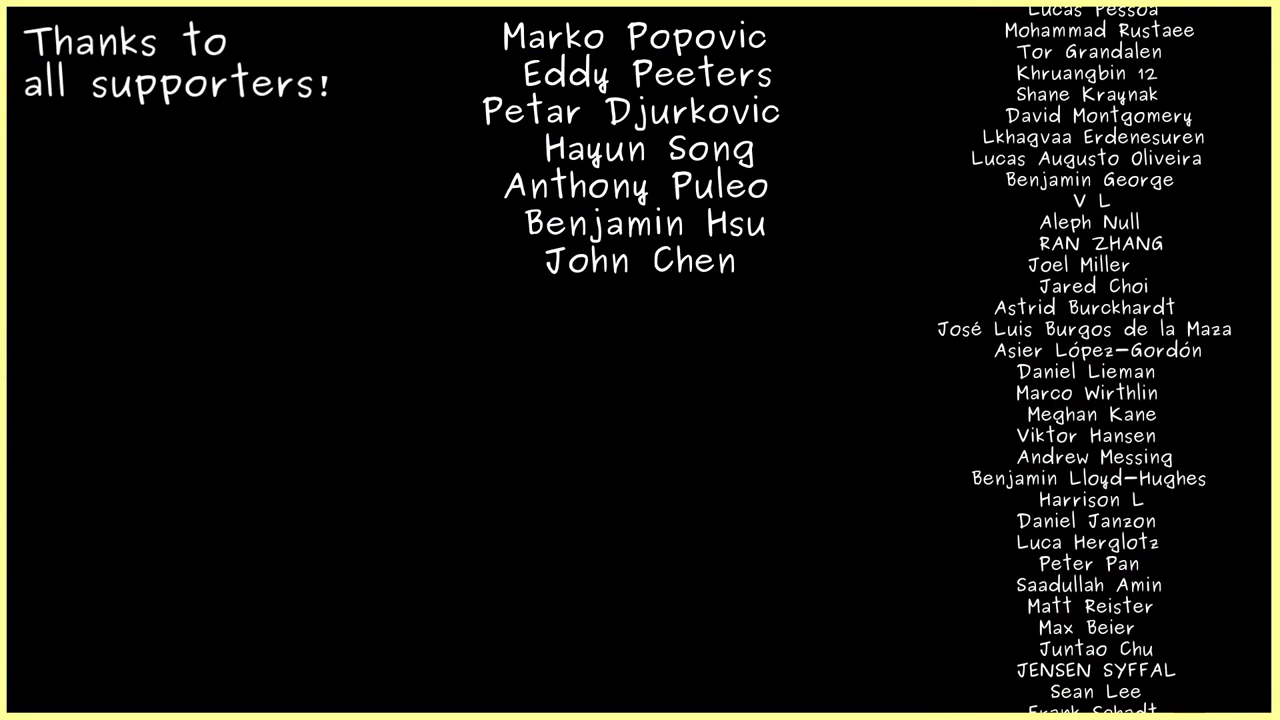 Thanks to
all supporters!
Marko Popovic
Eddy Peeters
Petar Djurkovic
Hayun Song
Anthony Puleo
Benjamin Hsu
John Chen
Lucas Pessoa
Mohammad Rustaee
Tor Grandalen
Khruangbin 12
Shane Kraynak
David Montgomery
Lkhagvaa Erdenesuren
Lucas Augusto Oliveira
Benjamin George
V L
Aleph Null
RAN ZHANG
Joel Miller
Jared Choi
Astrid Burckhardt
José Luis Burgos de la Maza
Asier López-Gordón
Daniel Lieman
Marco Wirthlin
Meghan Kane
Viktor Hansen
Andrew Messing
Benjamin Lloyd-Hughes
Harrison L
Daniel Janzon
Luca Herglotz
Peter Pan
Saadullah Amin
Matt Reister
Max Beier
Juntao Chu
JENSEN SYFFAL
Sean Lee
Frank Schadt